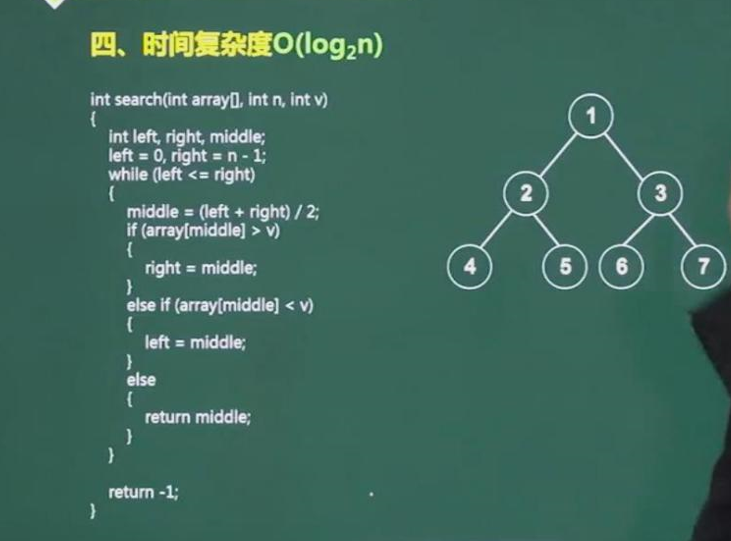 四、时间复杂度O(log₂n)
int search(int array[], int n, int v)
{
int left, right, middle;
left = 0, right = n - 1;
while (left <= right)
{
middle = (left + right) / 2;
if (array[middle] > v)
{
right = middle;
}
else if (array[middle] < v)
{
left = middle;
}
else
{
return middle;
}
}
return -1;
}
1
2 3
4 5 6 7